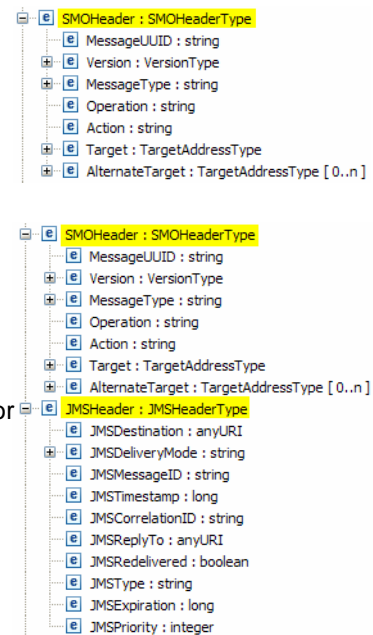 SMOHeader : SMOHeaderType
MessageUUID : string
Version : VersionType
MessageType : string
Operation : string
Action : string
Target : TargetAddressType
AlternateTarget : TargetAddressType [ 0..n ]
SMOHeader : SMOHeaderType
MessageUUID : string
Version : VersionType
MessageType : string
Operation : string
Action : string
Target : TargetAddressType
AlternateTarget : TargetAddressType [ 0..n ]
or JMSHeader : JMSHeaderType
JMSDestination : anyURI
JMSDeliveryMode : string
JMSMessageID : string
JMSTimestamp : long
JMSCorrelationID : string
JMSReplyTo : anyURI
JMSRedelivered : boolean
JMSType : string
JMSExpiration : long
JMSPriority : integer